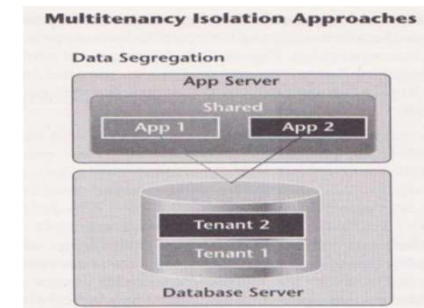 Multitenancy Isolation Approaches
Data Segregation
App Server
Shared
App 1 App 2
Tenant 2
Tenant 1
Database Server